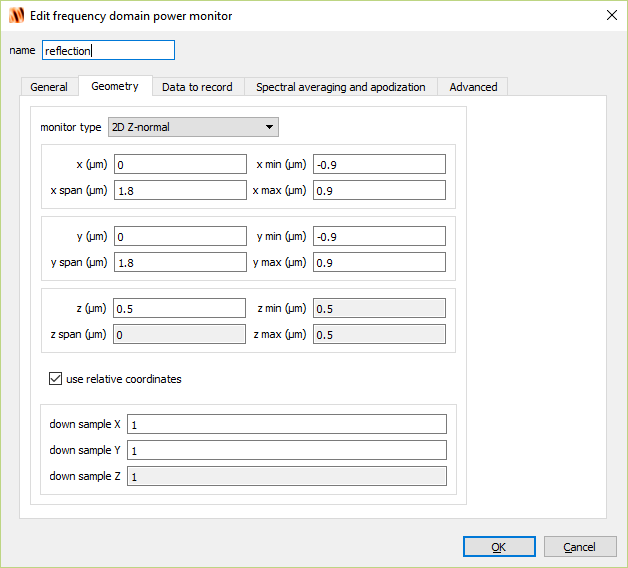 Edit frequency domain power monitor
name reflection
General Geometry Data to record Spectral averaging and apodization Advanced
monitor type 2D Z-normal
x (µm) 0 x min (µm) -0.9
x span (µm) 1.8 x max (µm) 0.9
y (µm) 0 y min (µm) -0.9
y span (µm) 1.8 y max (µm) 0.9
z (µm) 0.5 z min (µm) 0.5
z span (µm) 0 z max (µm) 0.5
use relative coordinates
down sample X 1
down sample Y 1
down sample Z 1
OK Cancel